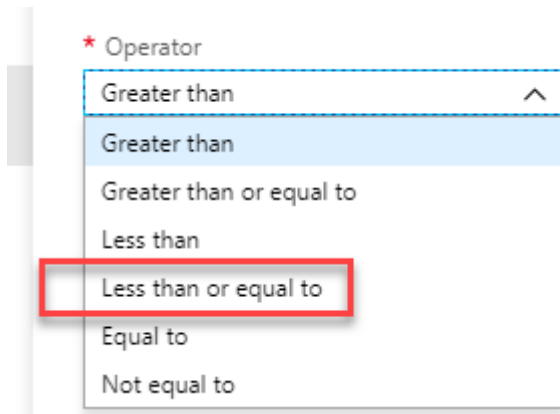 * Operator
Greater than
Greater than
Greater than or equal to
Less than
Less than or equal to
Equal to
Not equal to